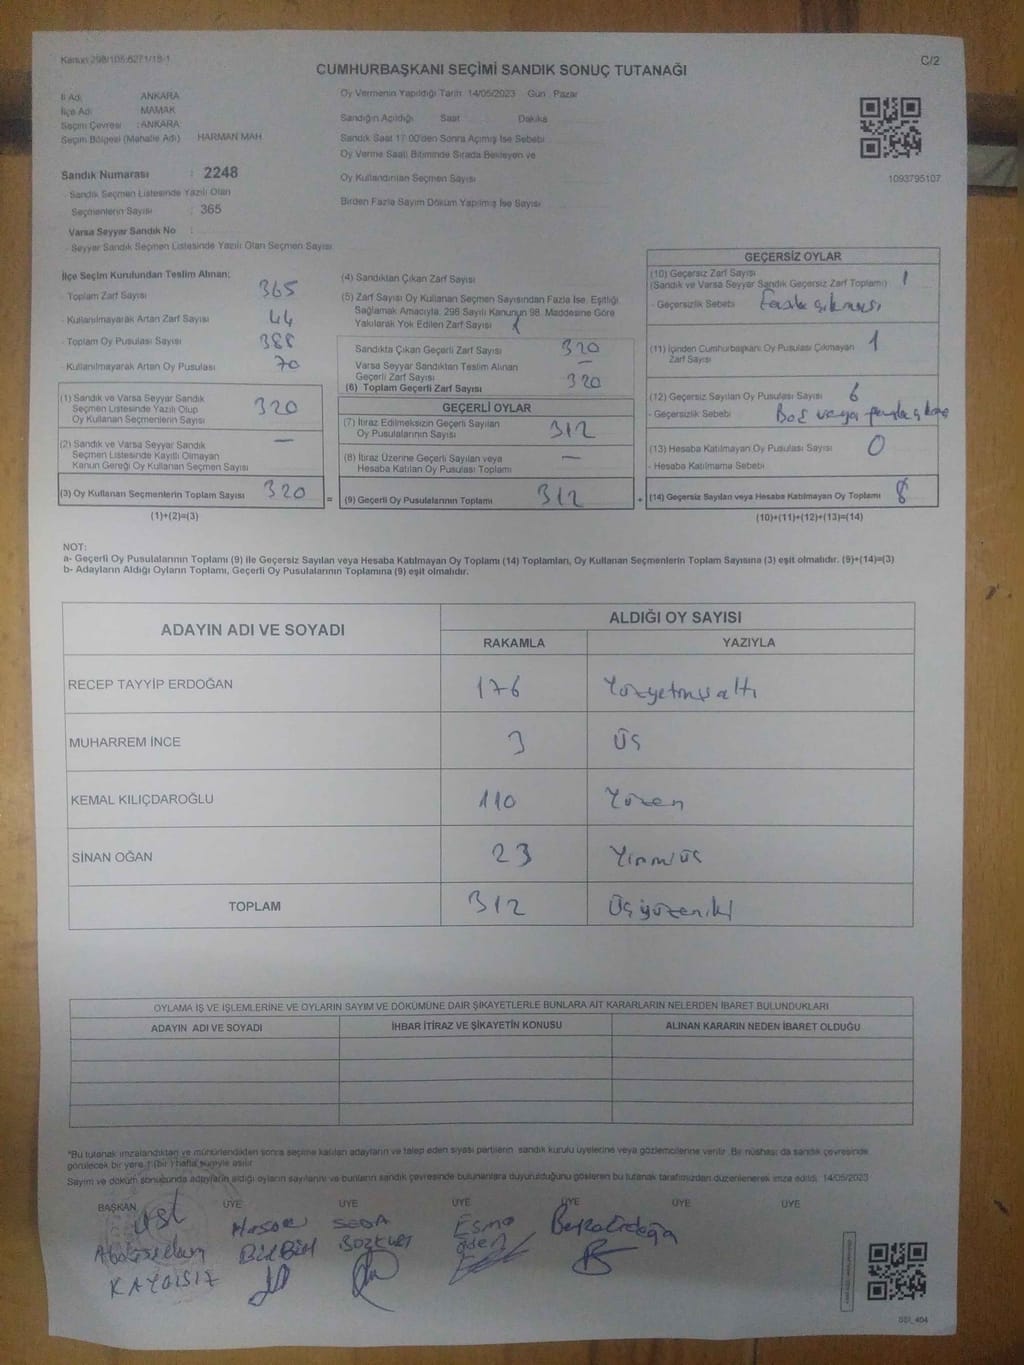 Kanun 298/105:6271/18-1
C/2
CUMHURBAŞKANI SEÇİMİ SANDIK SONUÇ TUTANAĞI
İl Adı ANKARA
İlçe Adı MAMAK
Seçim Çevresi : ANKARA
Seçim Bölgesi (Mahalle Adı) HARMAN MAH
Sandık Numarası : 2248
- Sandık Seçmen Listesinde Yazılı Olan
Seçmenlerin Sayısı : 365
Varsa Seyyar Sandık No :
- Seyyar Sandık Seçmen Listesinde Yazılı Olan Seçmen Sayısı
Oy Vermenin Yapıldığı Tarih 14/05/2023 Gün : Pazar
Sandığın Açıldığı Saat Dakika
Sandık Saat 17:00'den Sonra Açılmış İse Sebebi
Oy Verme Saati Bitiminde Sırada Bekleyen ve
Oy Kullandırılan Seçmen Sayısı
Birden Fazla Sayım Döküm Yapılmış İse Sayısı
1093795107
İlçe Seçim Kurulundan Teslim Alınan:
- Toplam Zarf Sayısı 365
- Kullanılmayarak Artan Zarf Sayısı 44
- Toplam Oy Pusulası Sayısı 388
- Kullanılmayarak Artan Oy Pusulası 70
(1) Sandık ve Varsa Seyyar Sandık
Seçmen Listesinde Yazılı Olup
Oy Kullanan Seçmenlerin Sayısı 320
(2) Sandık ve Varsa Seyyar Sandık
Seçmen Listesinde Kayıtlı Olmayan
Kanun Gereği Oy Kullanan Seçmen Sayısı —
(3) Oy Kullanan Seçmenlerin Toplam Sayısı 320
(1)+(2)=(3)
=
(4) Sandıktan Çıkan Zarf Sayısı
(5) Zarf Sayısı Oy Kullanan Seçmen Sayısından Fazla İse, Eşitliği
Sağlamak Amacıyla, 298 Sayılı Kanunun 98. Maddesine Göre
Yakılarak Yok Edilen Zarf Sayısı 1
Sandıkta Çıkan Geçerli Zarf Sayısı 320
Varsa Seyyar Sandıktan Teslim Alınan
Geçerli Zarf Sayısı —
(6) Toplam Geçerli Zarf Sayısı 320
GEÇERLİ OYLAR
(7) İtiraz Edilmeksizin Geçerli Sayılan
Oy Pusulalarının Sayısı 312
(8) İtiraz Üzerine Geçerli Sayılan veya
Hesaba Katılan Oy Pusulası Toplamı —
(9) Geçerli Oy Pusulalarının Toplamı 312
+
GEÇERSİZ OYLAR
(10) Geçersiz Zarf Sayısı
(Sandık ve Varsa Seyyar Sandık Geçersiz Zarf Toplamı) 1
- Geçersizlik Sebebi Fazla çıkması
(11) İçinden Cumhurbaşkanı Oy Pusulası Çıkmayan
Zarf Sayısı 1
(12) Geçersiz Sayılan Oy Pusulası Sayısı 6
- Geçersizlik Sebebi Boş veya
(13) Hesaba Katılmayan Oy Pusulası Sayısı 0
- Hesaba Katılmama Sebebi
(14) Geçersiz Sayılan veya Hesaba Katılmayan Oy Toplamı 8
(10)+(11)+(12)+(13)=(14)
NOT:
a- Geçerli Oy Pusulalarının Toplamı (9) ile Geçersiz Sayılan veya Hesaba Katılmayan Oy Toplamı (14) Toplamları, Oy Kullanan Seçmenlerin Toplam Sayısına (3) eşit olmalıdır. (9)+(14)=(3)
b- Adayların Aldığı Oyların Toplamı, Geçerli Oy Pusulalarının Toplamına (9) eşit olmalıdır.
ADAYIN ADI VE SOYADI
ALDIĞI OY SAYISI
RAKAMLA YAZIYLA
RECEP TAYYİP ERDOĞAN 176 Yüzyetmişaltı
MUHARREM İNCE 3 Üç
KEMAL KILIÇDAROĞLU 110 Yüzon
SİNAN OĞAN 23 Yirmiüç
TOPLAM 312 Üçyüzoniki
OYLAMA İŞ VE İŞLEMLERİNE VE OYLARIN SAYIM VE DÖKÜMÜNE DAİR ŞİKAYETLERLE BUNLARA AİT KARARLARIN NELERDEN İBARET BULUNDUKLARI
ADAYIN ADI VE SOYADI İHBAR İTİRAZ VE ŞİKAYETİN KONUSU ALINAN KARARIN NEDEN İBARET OLDUĞU
*Bu tutanak imzalandıktan ve mühürlendikten sonra seçime katılan adayların ve talep eden siyasi partilerin sandık kurulu üyelerine veya gözlemcilerine verilir. Bir nüshası da sandık çevresinde
görülecek bir yere 1 (bir) hafta süreyle asılır.
Sayım ve döküm sonucunda adayların aldığı oyların sayılarını ve bunların sandık çevresinde bulunanlara duyurulduğunu gösteren bu tutanak tarafımızdan düzenlenerek imza edildi. 14/05/2023
BAŞKAN ÜYE ÜYE ÜYE ÜYE ÜYE ÜYE
Hasan SEDA Esma
BİLBİL BOZKURT
KAYGISIZ
SSI_404